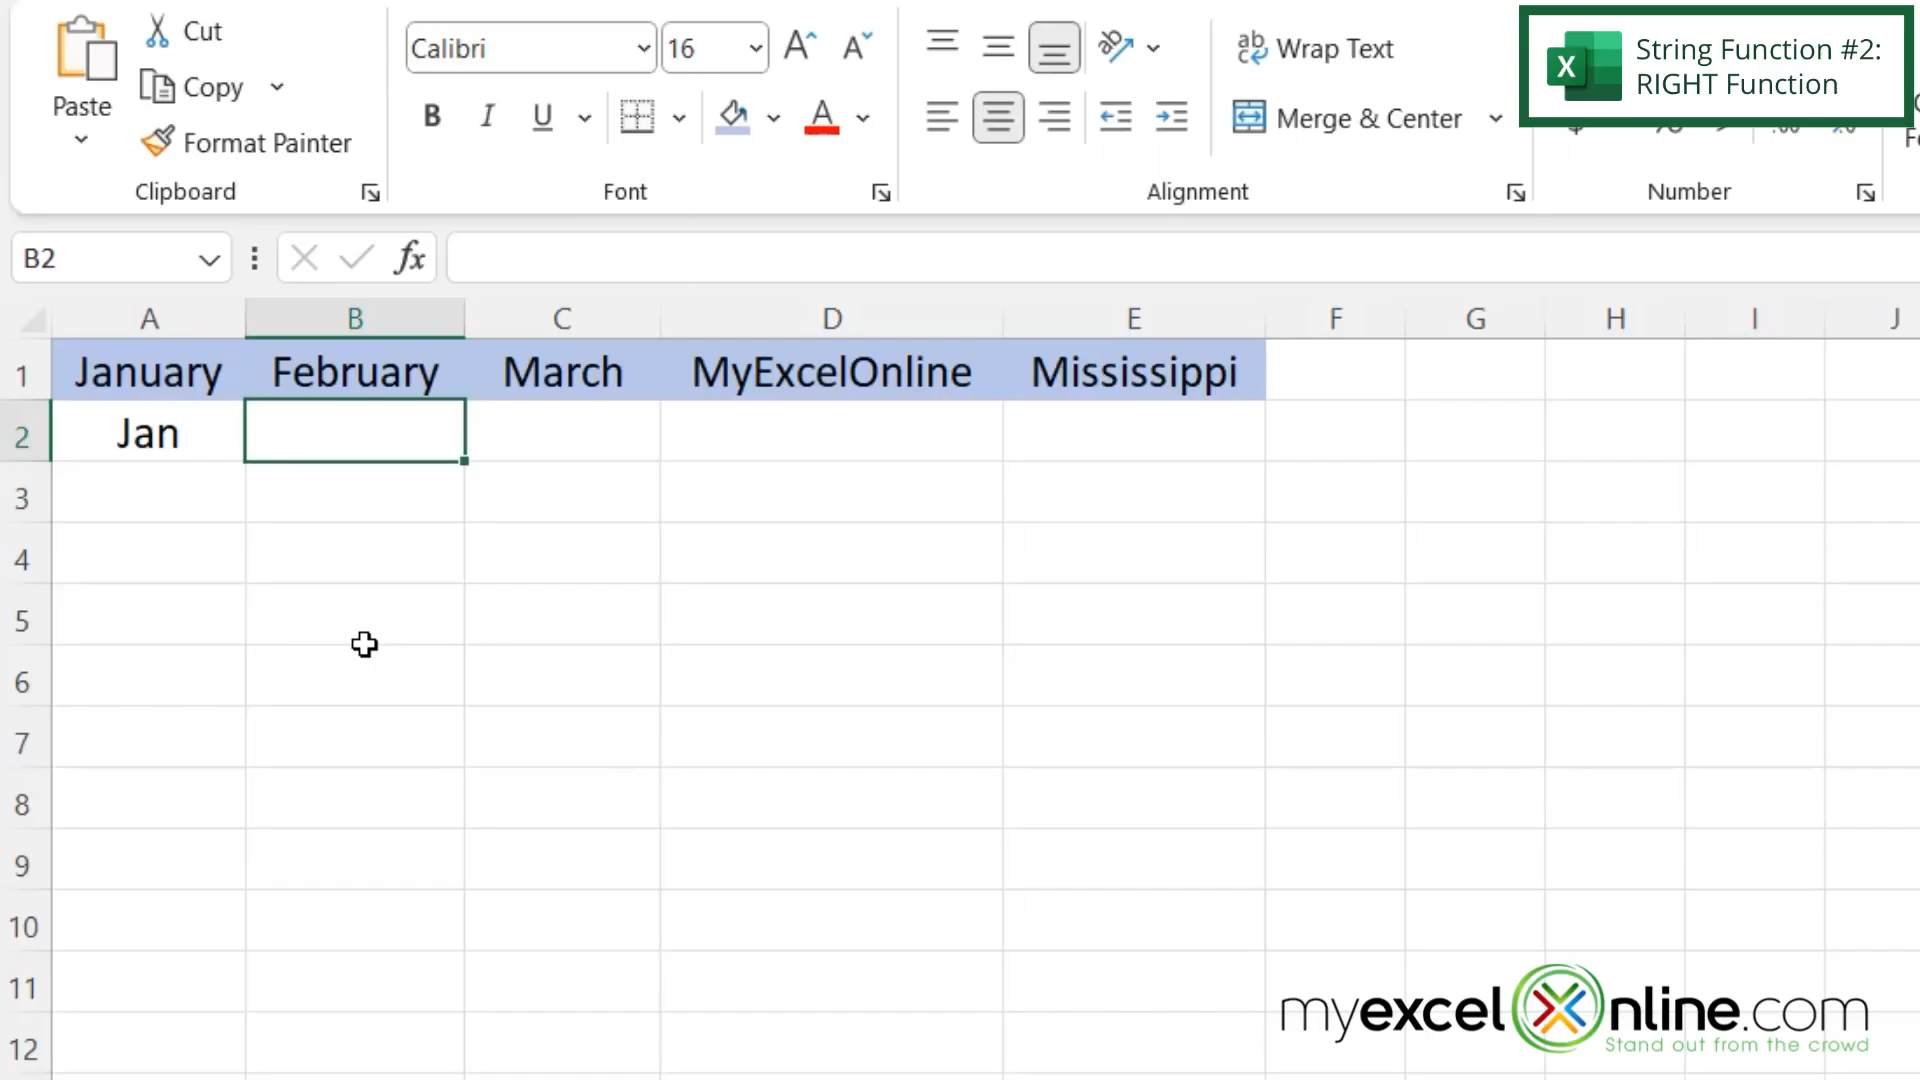 Paste
Cut
Copy
Format Painter
Clipboard
Calibri 16
B I U
Font
Wrap Text
Merge & Center
Alignment
Number
String Function #2:
RIGHT Function
B2
fx
A B C D E F G H I J
1 January February March MyExcelOnline Mississippi
2 Jan
3
4
5
6
7
8
9
10
11
12
myexcelonline.com
Stand out from the crowd